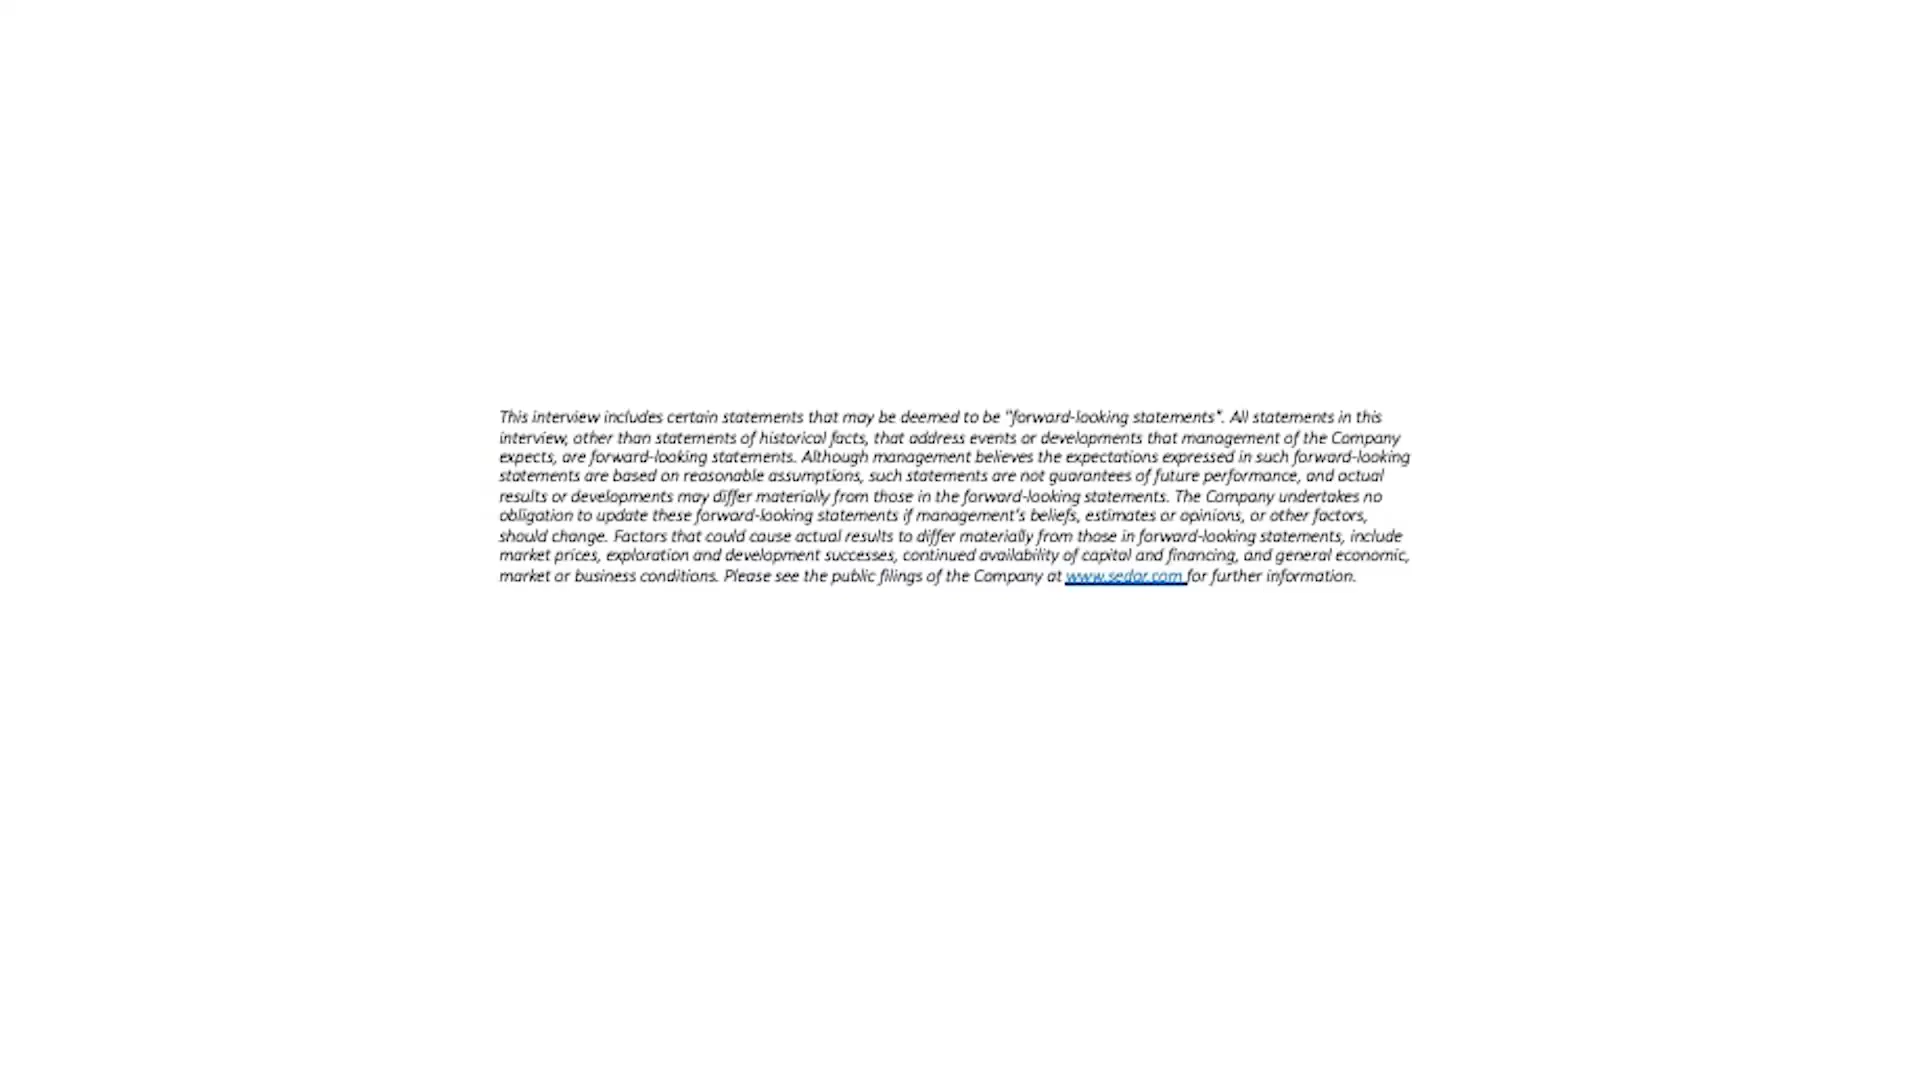 This interview includes certain statements that may be deemed to be "forward-looking statements". All statements in this
interview, other than statements of historical facts, that address events or developments that management of the Company
expects, are forward-looking statements. Although management believes the expectations expressed in such forward-looking
statements are based on reasonable assumptions, such statements are not guarantees of future performance, and actual
results or developments may differ materially from those in the forward-looking statements. The Company undertakes no
obligation to update these forward-looking statements if management's beliefs, estimates or opinions, or other factors,
should change. Factors that could cause actual results to differ materially from those in forward-looking statements, include
market prices, exploration and development successes, continued availability of capital and financing, and general economic,
market or business conditions. Please see the public filings of the Company at www.sedar.com for further information.